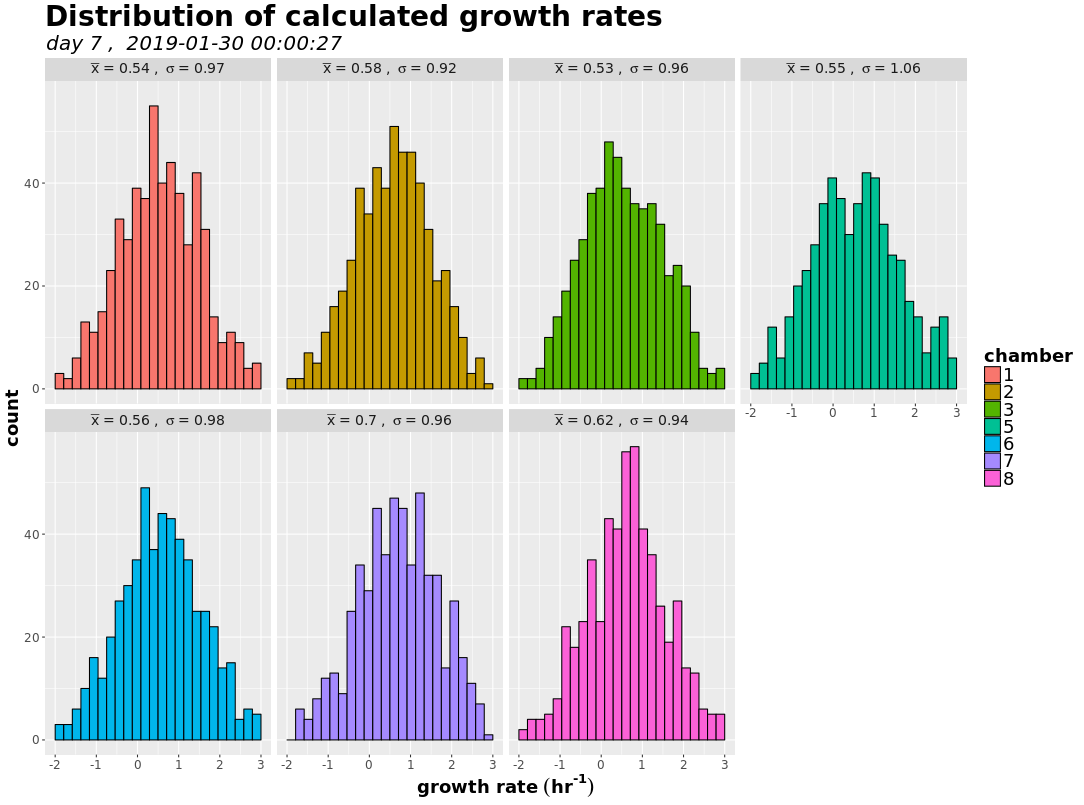 Distribution of calculated growth rates
day 7 ,  2019-01-30 00:00:27
x̅ = 0.54 ,  σ = 0.97
x̅ = 0.58 ,  σ = 0.92
x̅ = 0.53 ,  σ = 0.96
x̅ = 0.55 ,  σ = 1.06
40
20
0
-2 -1 0 1 2 3
x̅ = 0.56 ,  σ = 0.98
x̅ = 0.7 ,  σ = 0.96
x̅ = 0.62 ,  σ = 0.94
40
20
0
-2 -1 0 1 2 3
-2 -1 0 1 2 3
-2 -1 0 1 2 3
count
growth rate (hr⁻¹)
chamber
1
2
3
5
6
7
8